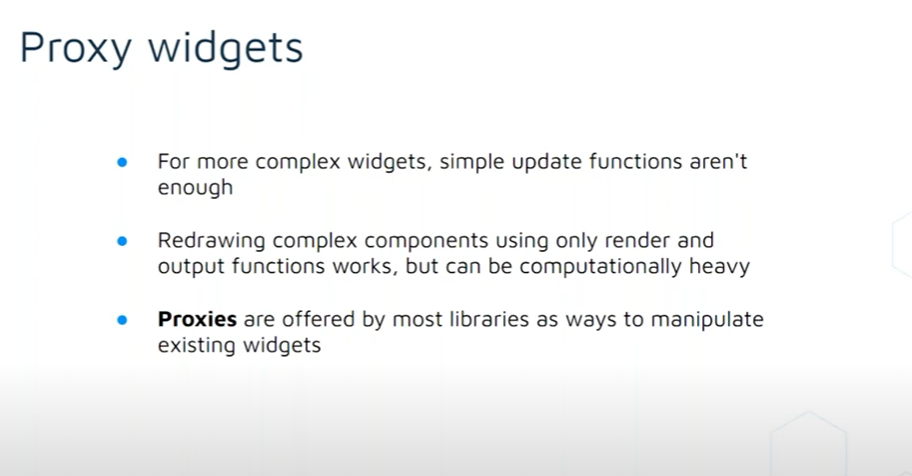 Proxy widgets
For more complex widgets, simple update functions aren't
enough
Redrawing complex components using only render and
output functions works, but can be computationally heavy
Proxies are offered by most libraries as ways to manipulate
existing widgets